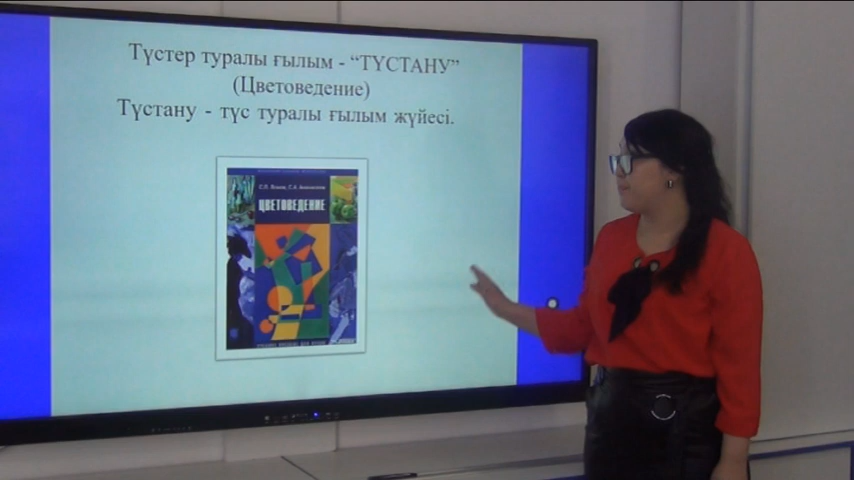 Түстер туралы ғылым - “ТҮСТАНУ”
(Цветоведение)
Түстану - түс туралы ғылым жүйесі.
ЦВЕТОВЕДЕНИЕ